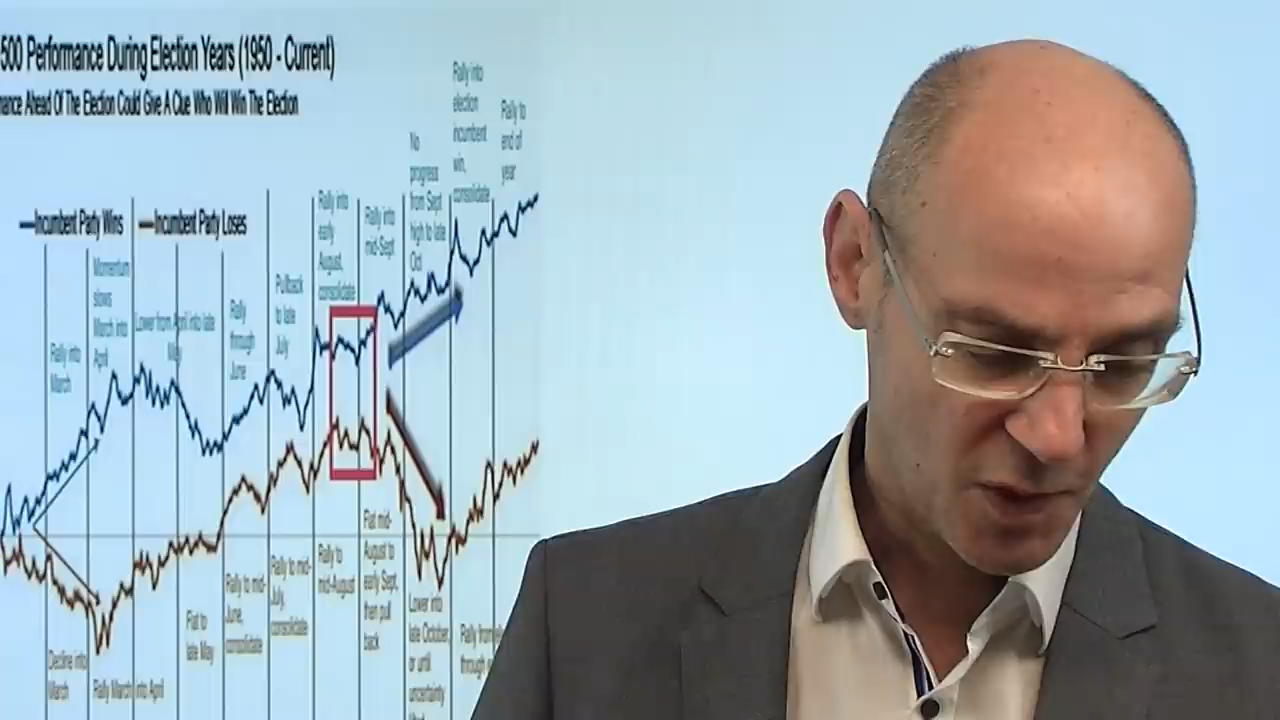 500 Performance During Election Years (1950 - Current)
Ahead Of The Election Could Give A Clue Who Will Win The Election
Incumbent Party Wins
Incumbent Party Loses
Rally into
March
Momentum
slows
March into
April
Lower from April into late
May
Rally
through
June
Pullback
to late
July
Rally into
early
August,
consolidate
Rally into
mid-Sept
No
progress
from Sept
high to late
Oct
Rally into
election
incumbent
win,
consolidate
Rally to
end of
year
Decline into
March
Rally March into April
Flat to
late May
Rally to mid-
June,
consolidate
Rally to mid-
July,
consolidate
Rally to
mid-August
Flat mid-
August to
early Sept,
then pull
back
Lower into
late October,
or until
uncertainty
Rally from
through